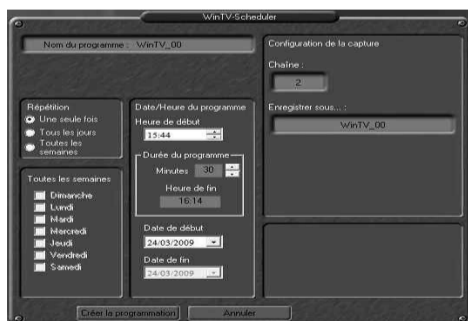 WinTV-Scheduler
Nom du programme : WinTV_00
Répétition
Une seule fois
Tous les jours
Toutes les
semaines
Toutes les semaines
Dimanche
Lundi
Mardi
Mercredi
Jeudi
Vendredi
Samedi
Date/Heure du programme
Heure de début
15:44
Durée du programme
Minutes 30
Heure de fin
16:14
Date de début
24/03/2009
Date de fin
24/03/2009
Configuration de la capture
Chaîne :
2
Enregistrer sous... :
WinTV_00
Créer la programmation
Annuler